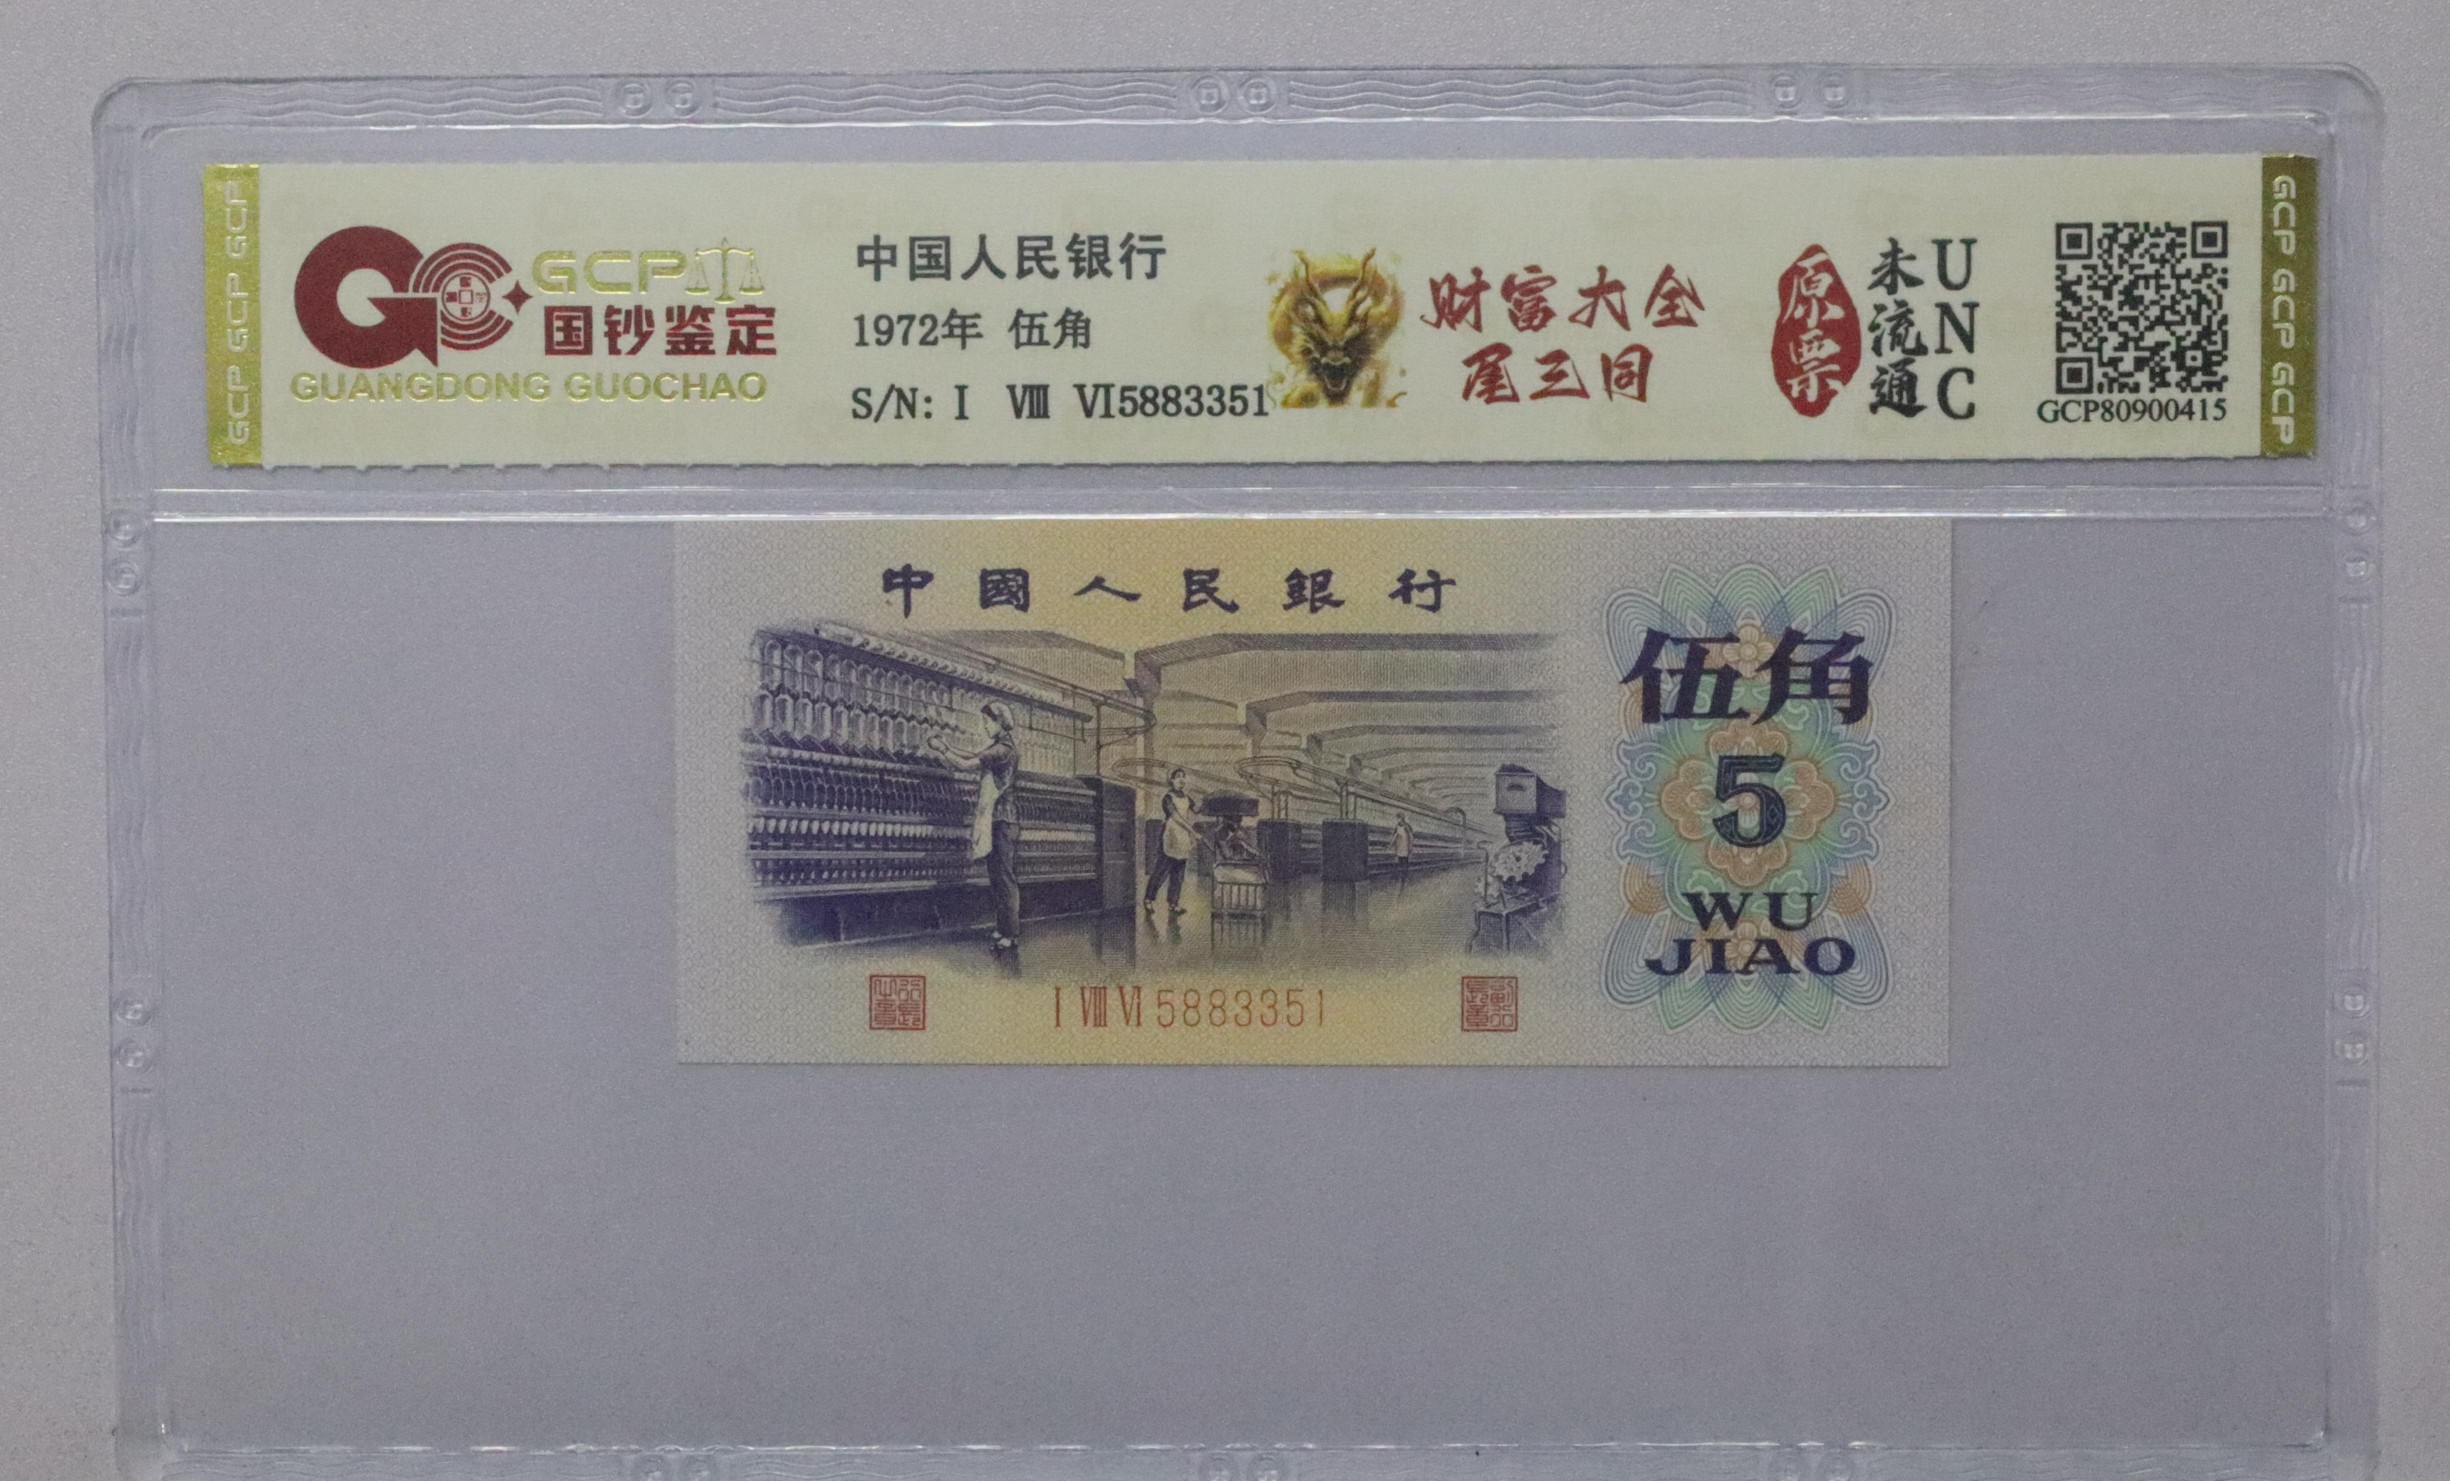 GCP GCP GCP
GCP
国钞鉴定
GUANGDONG GUOCHAO
中国人民银行
1972年 伍角
S/N: I VIII VI5883351
财富大全
尾三同
原票
未流通
UNC
GCP80900415
GCP GCP GCP
中國人民銀行
伍角
5
WU
JIAO
I VIII VI 5883351